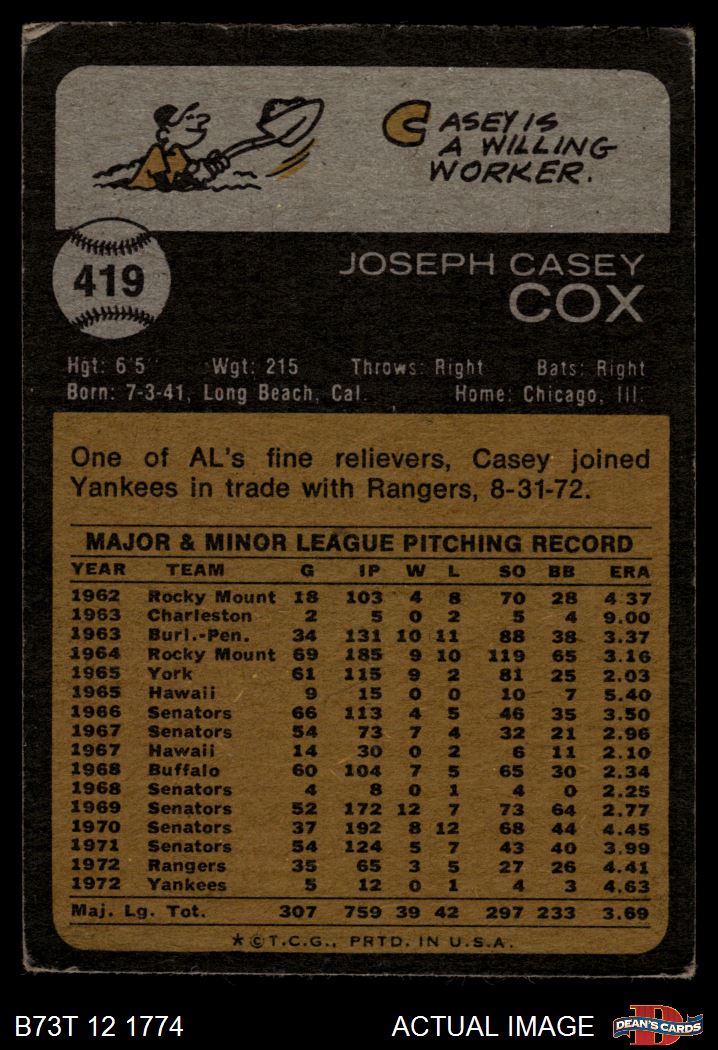 CASEY IS
A WILLING
WORKER.
419
JOSEPH CASEY
COX
Hgt: 6'5" Wgt: 215 Throws: Right Bats: Right
Born: 7-3-41, Long Beach, Cal. Home: Chicago, Ill.
One of AL's fine relievers, Casey joined
Yankees in trade with Rangers, 8-31-72.
MAJOR & MINOR LEAGUE PITCHING RECORD
YEAR TEAM G IP W L SO BB ERA
1962 Rocky Mount 18 103 4 8 70 28 4.37
1963 Charleston 2 5 0 2 5 4 9.00
1963 Burl.-Pen. 34 131 10 11 88 38 3.37
1964 Rocky Mount 69 185 9 10 119 65 3.16
1965 York 61 115 9 2 81 25 2.03
1965 Hawaii 9 15 0 0 10 7 5.40
1966 Senators 66 113 4 5 46 35 3.50
1967 Senators 54 73 7 4 32 21 2.96
1967 Hawaii 14 30 0 2 6 11 2.10
1968 Buffalo 60 104 7 5 65 30 2.34
1968 Senators 4 8 0 1 4 0 2.25
1969 Senators 52 172 12 7 73 64 2.77
1970 Senators 37 192 8 12 68 44 4.45
1971 Senators 54 124 5 7 43 40 3.99
1972 Rangers 35 65 3 5 27 26 4.41
1972 Yankees 5 12 0 1 4 3 4.63
Maj. Lg. Tot. 307 759 39 42 297 233 3.69
* © T.C.G., PRTD. IN U.S.A.
B73T 12 1774 ACTUAL IMAGE DEAN'S CARDS